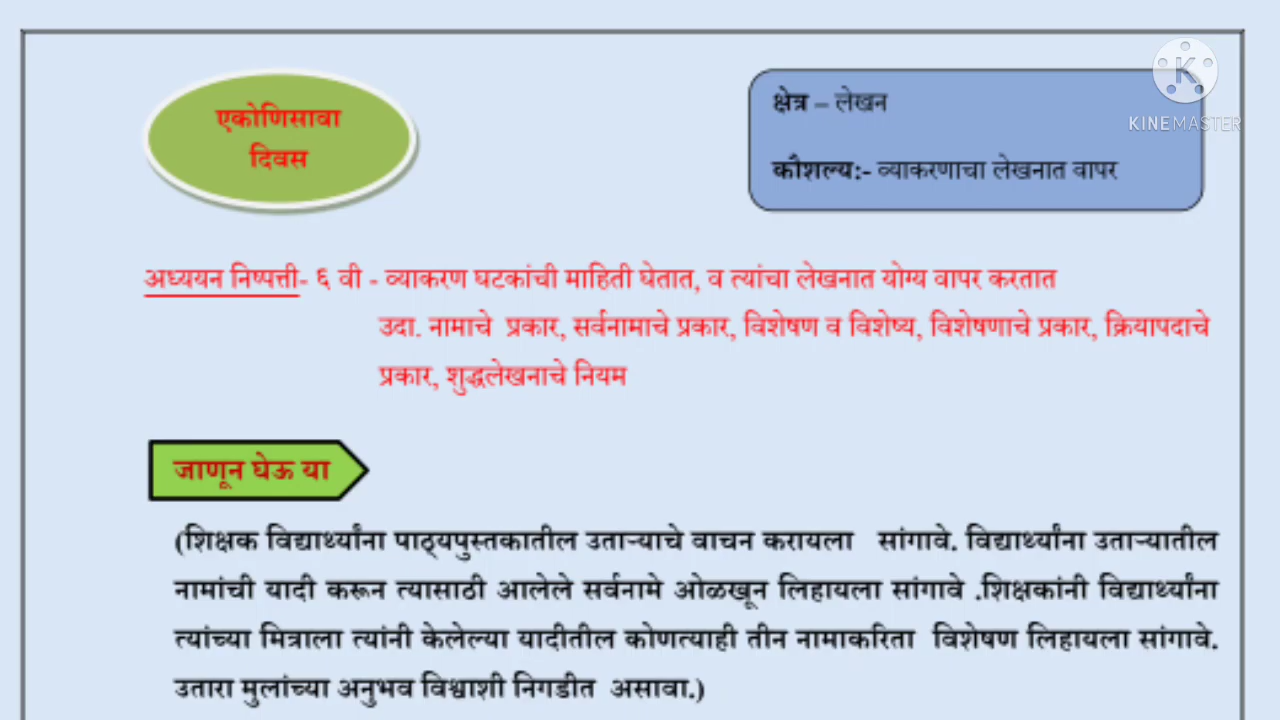 एकोणिसावा
दिवस
क्षेत्र – लेखन
कौशल्य:- व्याकरणाचा लेखनात वापर
KINEMASTER
अध्ययन निष्पत्ती- ६ वी - व्याकरण घटकांची माहिती घेतात, व त्यांचा लेखनात योग्य वापर करतात
उदा. नामाचे प्रकार, सर्वनामाचे प्रकार, विशेषण व विशेष्य, विशेषणाचे प्रकार, क्रियापदाचे
प्रकार, शुद्धलेखनाचे नियम
जाणून घेऊ या
(शिक्षक विद्यार्थ्यांना पाठ्यपुस्तकातील उताऱ्याचे वाचन करायला सांगावे. विद्यार्थ्यांना उताऱ्यातील
नामांची यादी करून त्यासाठी आलेले सर्वनामे ओळखून लिहायला सांगावे .शिक्षकांनी विद्यार्थ्यांना
त्यांच्या मित्राला त्यांनी केलेल्या यादीतील कोणत्याही तीन नामाकरिता विशेषण लिहायला सांगावे.
उतारा मुलांच्या अनुभव विश्वाशी निगडीत असावा.)